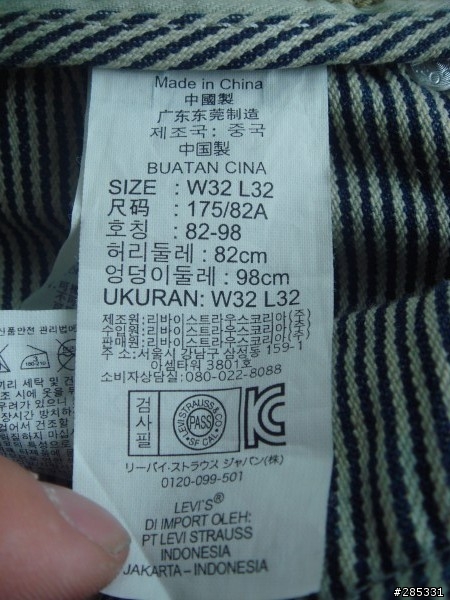 Made in China
中國製
广东东莞制造
제조국: 중국
中国製
BUATAN CINA
SIZE : W32 L32
尺码 : 175/82A
호칭 : 82-98
허리둘레 : 82cm
엉덩이둘레 : 98cm
UKURAN: W32 L32
제조원:리바이스트라우스코리아(주)
수입원:리바이스트라우스코리아(주)
판매원:리바이스트라우스코리아(주)
주 소:서울시 강남구 삼성동 159-1
아셈타워 3801호
소비자상담실:080-022-8088
검사필
LEVI STRAUSS & CO
PASS
SF CAL.
リーバイ·ストラウス ジャパン(株)
0120-099-501
LEVI'S®
DI IMPORT OLEH:
PT LEVI STRAUSS
INDONESIA
JAKARTA-INDONESIA
#285331